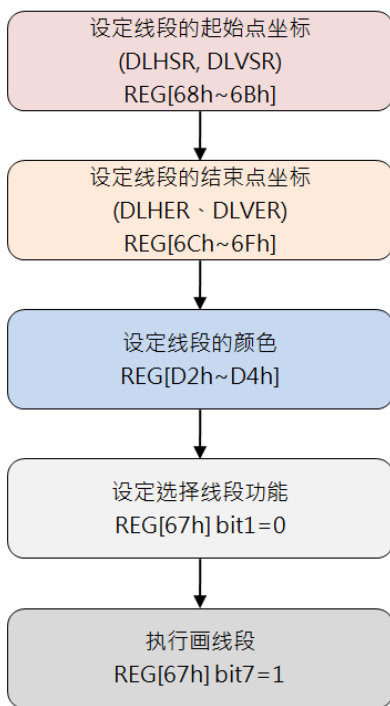 设定线段的起始点坐标
(DLHSR, DLVSR)
REG[68h~6Bh]
设定线段的结束点坐标
(DLHER、DLVER)
REG[6Ch~6Fh]
设定线段的颜色
REG[D2h~D4h]
设定选择线段功能
REG[67h] bit1=0
执行画线段
REG[67h] bit7=1